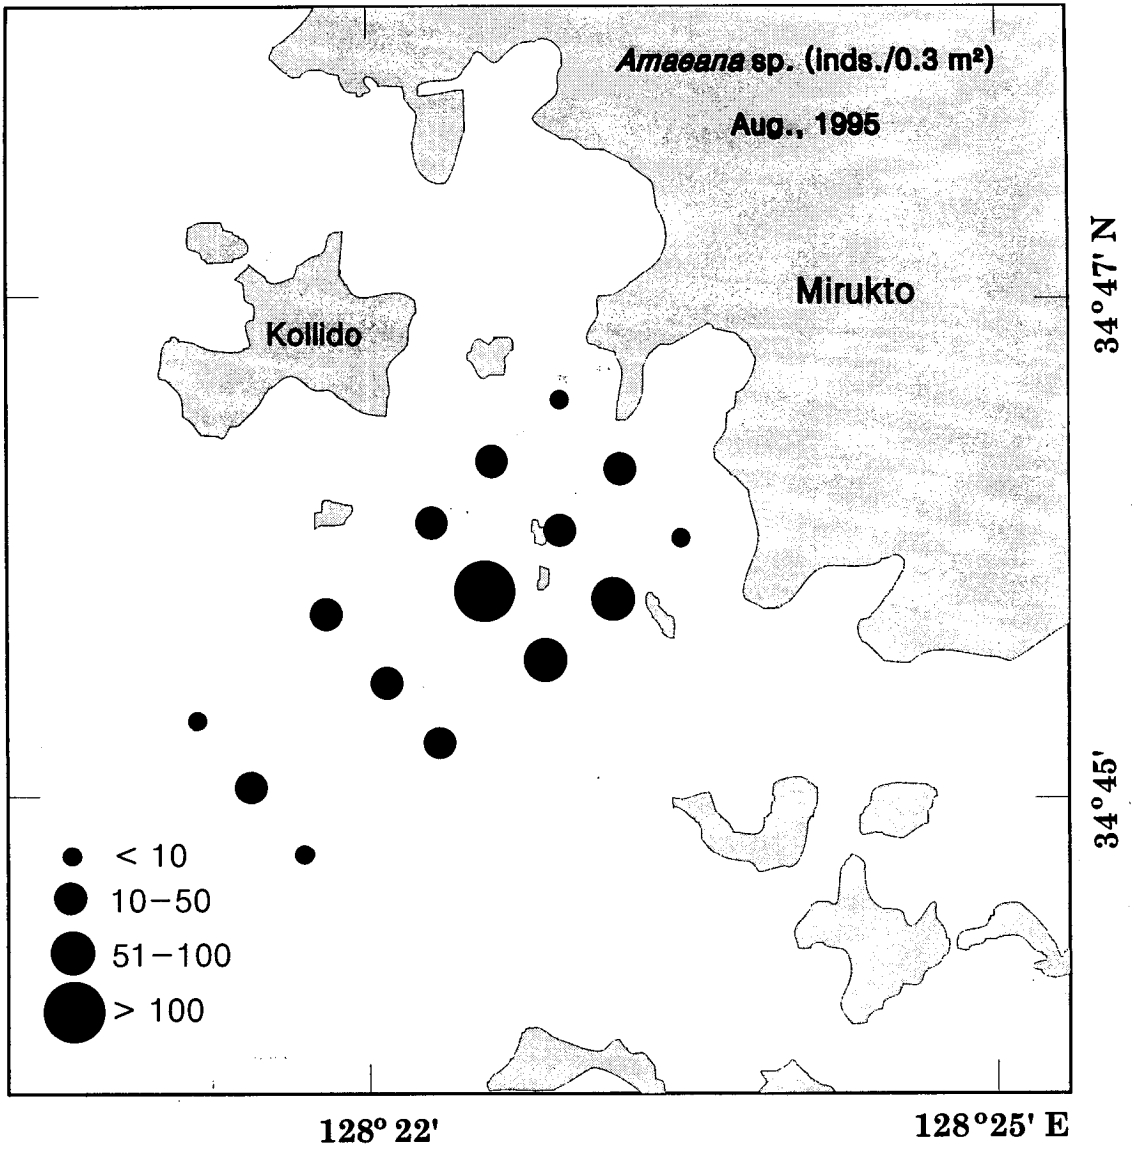 Amaeana sp. (inds./0.3 m²)
Aug., 1995
34°47' N
Mirukto
Kollido
34°45'
< 10
10–50
51–100
> 100
128° 22'
128°25' E